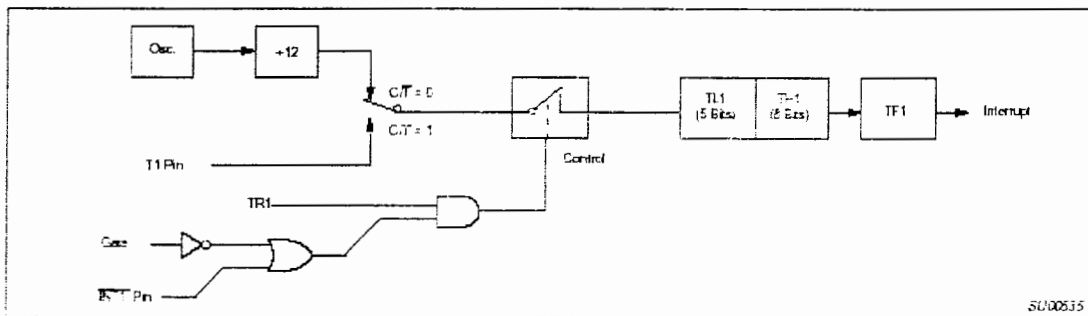 Osc.
÷12
C/T̅ = 0
C/T̅ = 1
T1 Pin
Control
TL1
(5 Bits)
TH1
(8 Bits)
TF1
Interrupt
TR1
Gate
Pin
SU00535